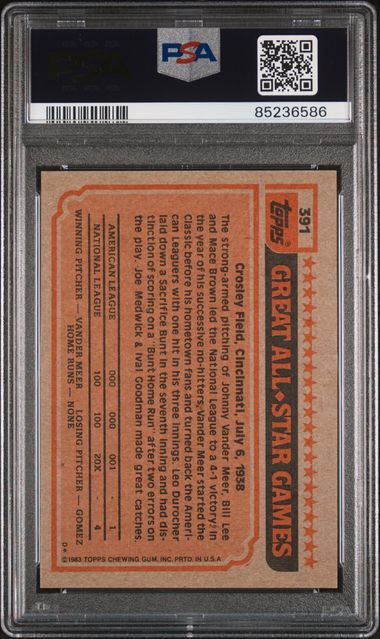 PSA
85236586
391
topps®
GREAT ALL★STAR GAMES
Crosley Field, Cincinnati, July 6, 1938
The strong-armed pitching of Johnny Vander Meer, Bill Lee
and Mace Brown led the National League to a 4-1 victory. In
the year of his successive no-hitters, Vander Meer started the
Classic before his hometown fans and turned back the Ameri-
can Leaguers with one hit in his three innings. Leo Durocher
laid down a Sacrifice Bunt in the seventh inning and had dis-
tinction of scoring on a "Bunt Home Run" after two errors on
the play. Joe Medwick & Ival Goodman made great catches.
AMERICAN LEAGUE 000 000 001 - 1
NATIONAL LEAGUE 100 100 20X - 4
WINNING PITCHER — VANDER MEER LOSING PITCHER — GOMEZ
HOME RUNS — NONE
D*
©1983 TOPPS CHEWING GUM, INC. PRTD. IN U.S.A.